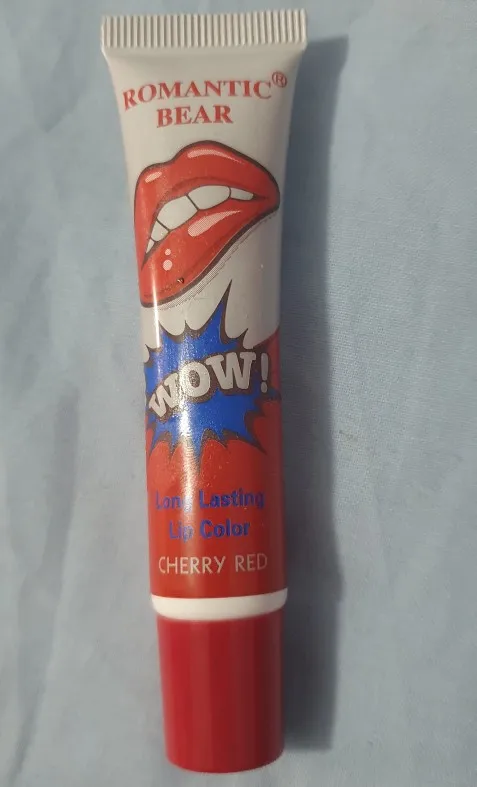 ROMANTIC®
BEAR
WOW!
Long Lasting
Lip Color
CHERRY RED